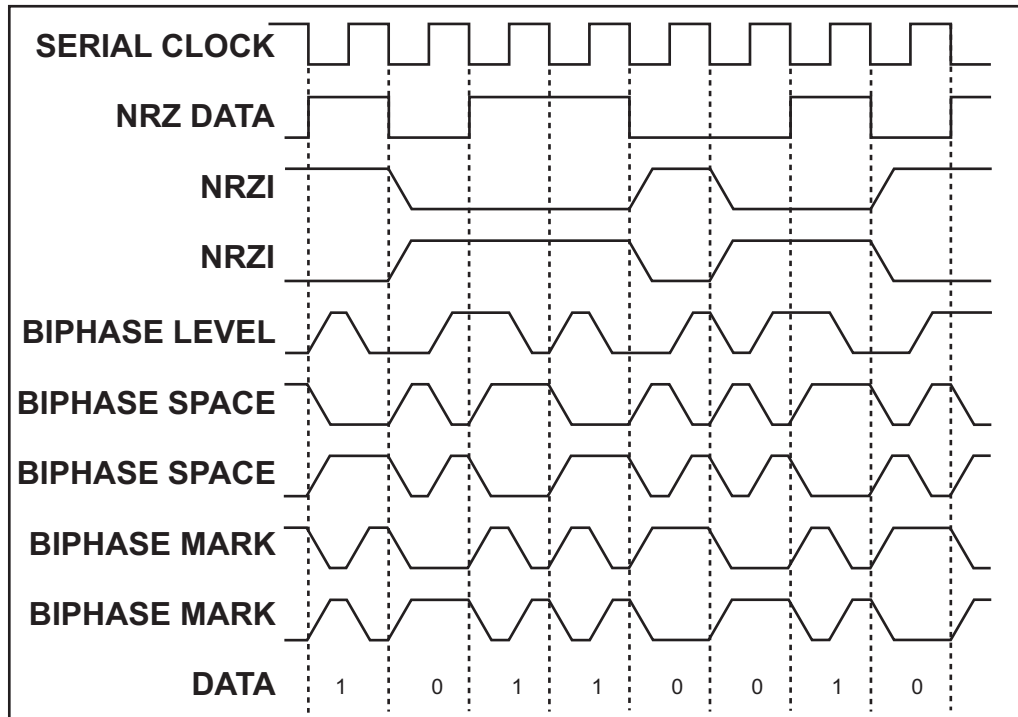 SERIAL CLOCK
NRZ DATA
NRZI
NRZI
BIPHASE LEVEL
BIPHASE SPACE
BIPHASE SPACE
BIPHASE MARK
BIPHASE MARK
DATA 1 0 1 1 0 0 1 0